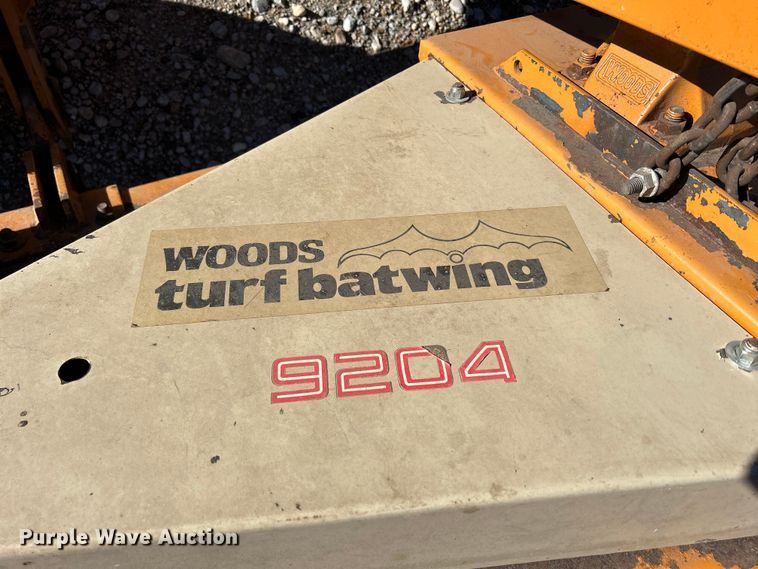 WOODS
WOODS
turf batwing
9204
Purple Wave Auction